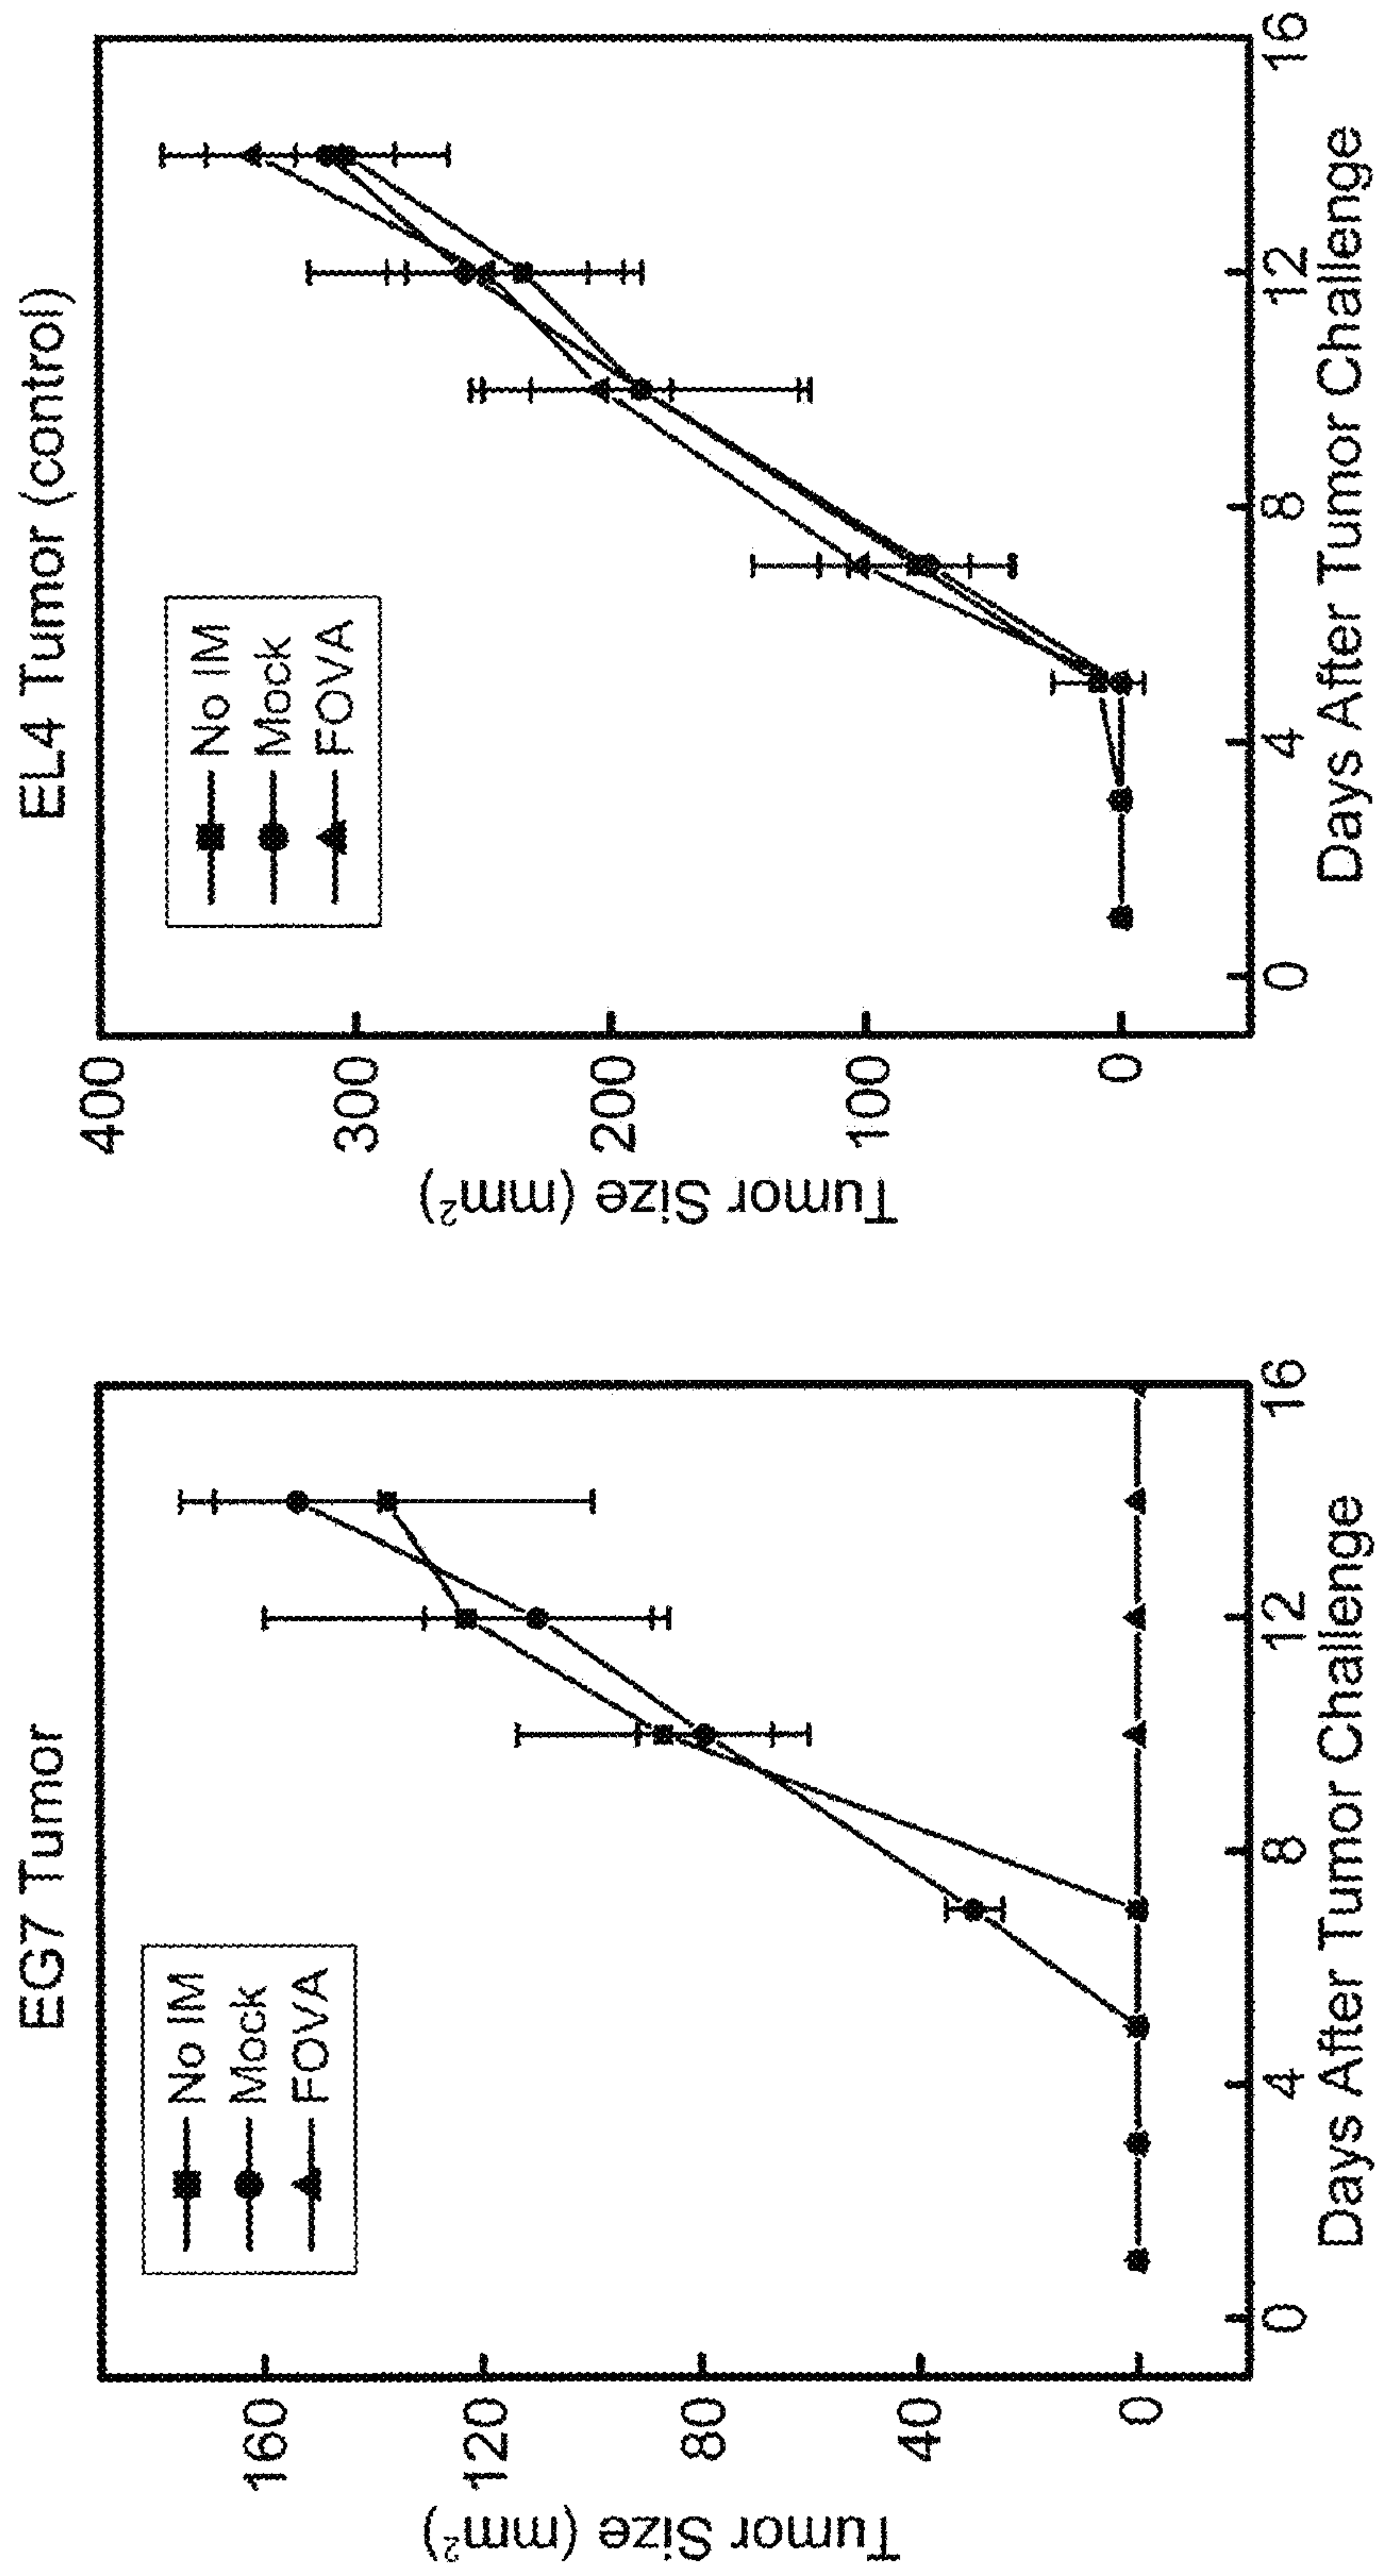 EG7 Tumor
No IM
Mock
FOVA
Tumor Size (mm²)
160
120
80
40
0
0 4 8 12 16
Days After Tumor Challenge
EL4 Tumor (control)
No IM
Mock
FOVA
Tumor Size (mm²)
400
300
200
100
0
0 4 8 12 16
Days After Tumor Challenge